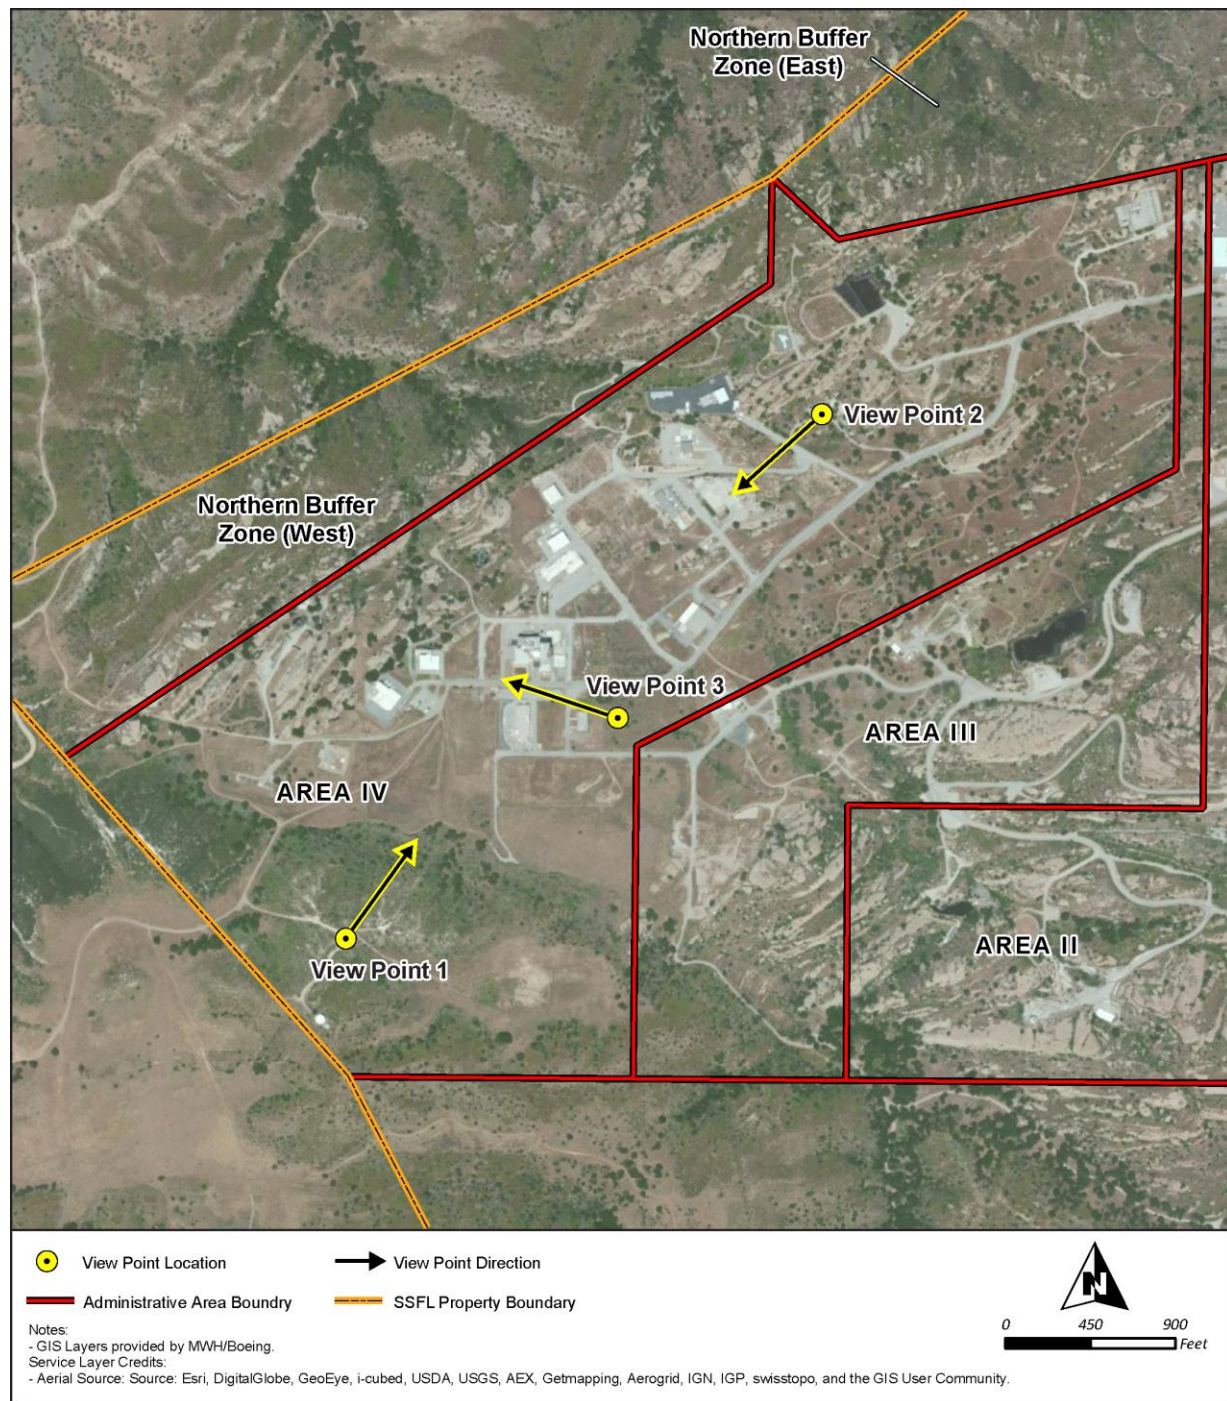 Northern Buffer
Zone (East)
View Point 2
Northern Buffer
Zone (West)
View Point 3
AREA III
AREA IV
AREA II
View Point 1
View Point Location
View Point Direction
Administrative Area Boundry
SSFL Property Boundary
N
0 450 900
Feet
Notes:
- GIS Layers provided by MWH/Boeing.
Service Layer Credits:
- Aerial Source: Source: Esri, DigitalGlobe, GeoEye, i-cubed, USDA, USGS, AEX, Getmapping, Aerogrid, IGN, IGP, swisstopo, and the GIS User Community.